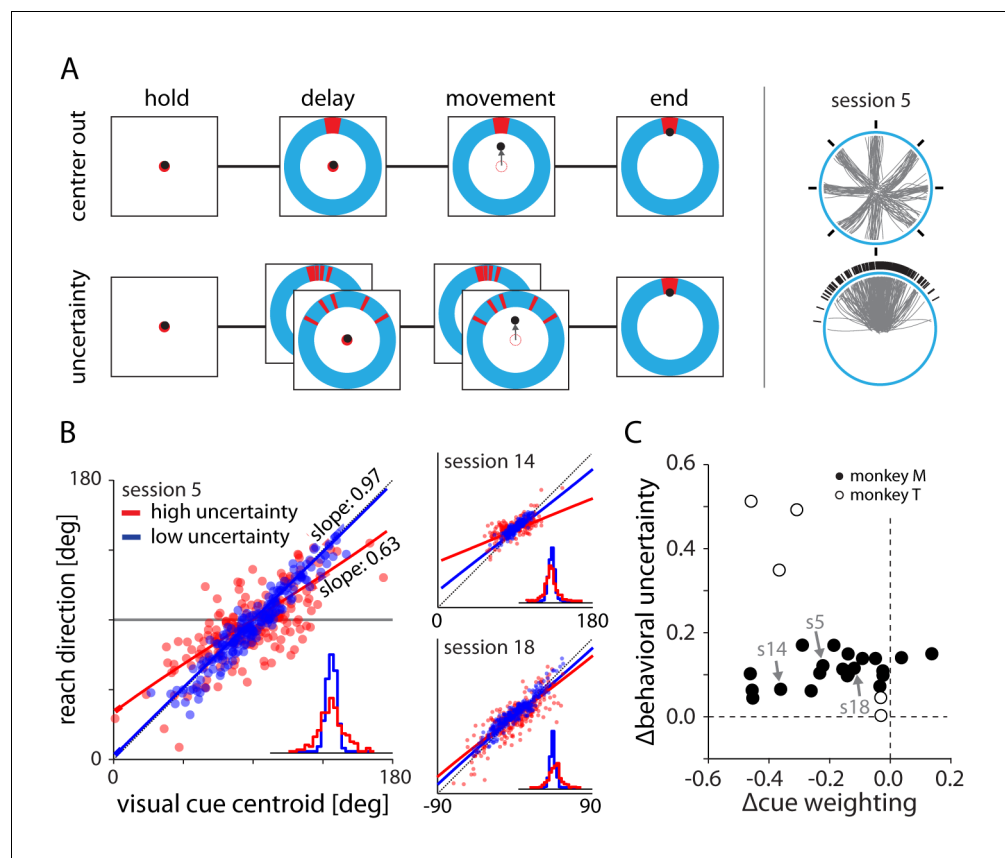 A
hold
delay
movement
end
session 5
centrer out
uncertainty
B
180
session 5
high uncertainty
low uncertainty
slope: 0.97
slope: 0.63
reach direction [deg]
0
0
180
visual cue centroid [deg]
session 14
0
180
session 18
-90
90
C
0.6
monkey M
monkey T
Δbehavioral uncertainty
0.4
0.2
s5
s14
s18
0.0
-0.6
-0.4
-0.2
0.0
0.2
Δcue weighting